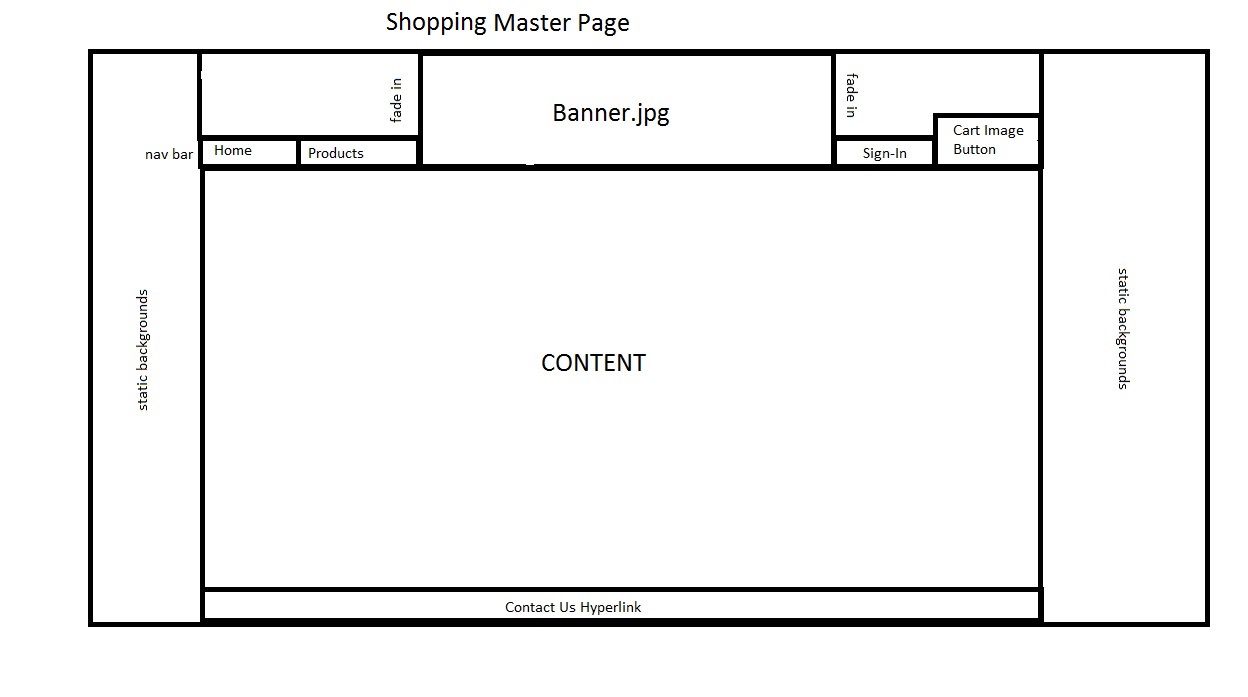 Shopping Master Page
fade in
Banner.jpg
fade in
nav bar
Home
Products
Sign-In
Cart Image
Button
static backgrounds
CONTENT
static backgrounds
Contact Us Hyperlink